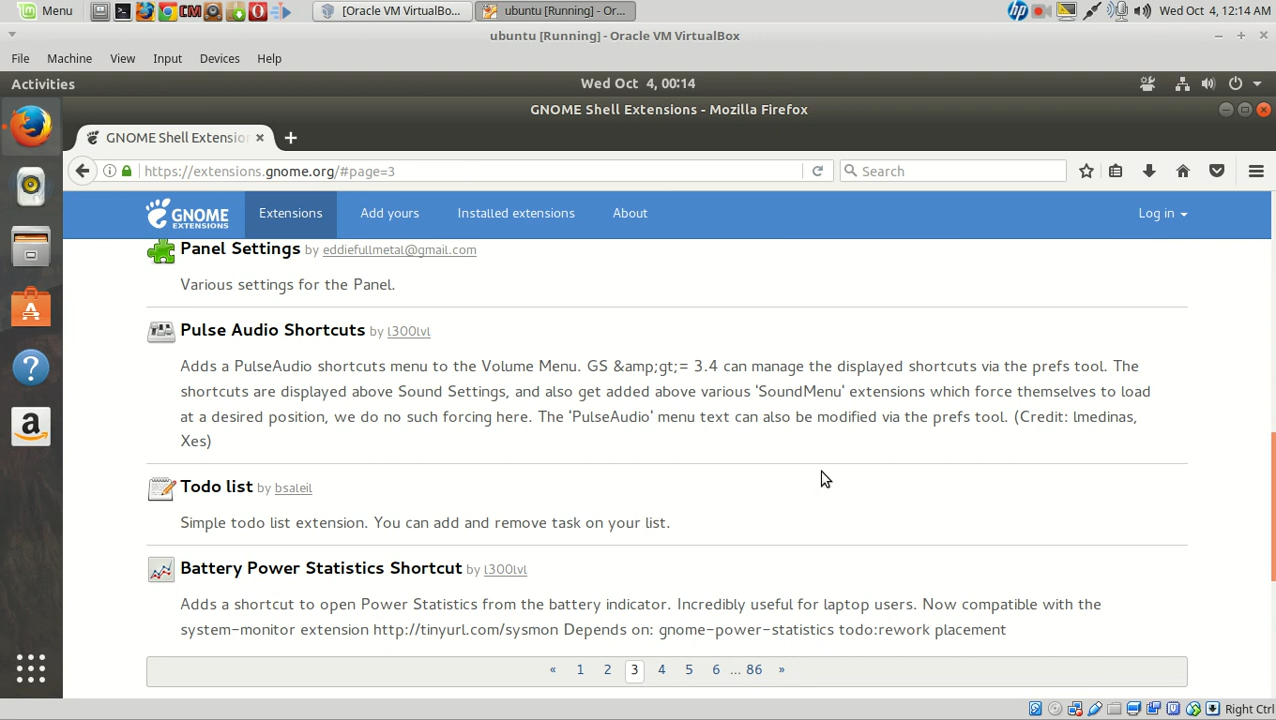 Menu
[Oracle VM VirtualBo...
ubuntu [Running] - Or...
Wed Oct 4, 12:14 AM
ubuntu [Running] - Oracle VM VirtualBox
File Machine View Input Devices Help
Activities
Wed Oct 4, 00:14
GNOME Shell Extensions - Mozilla Firefox
GNOME Shell Extensio
https://extensions.gnome.org/#page=3
Search
GNOME EXTENSIONS
Extensions Add yours Installed extensions About Log in
Panel Settings by eddiefullmetal@gmail.com
Various settings for the Panel.
Pulse Audio Shortcuts by l300lvl
Adds a PulseAudio shortcuts menu to the Volume Menu. GS &amp;gt;= 3.4 can manage the displayed shortcuts via the prefs tool. The
shortcuts are displayed above Sound Settings, and also get added above various 'SoundMenu' extensions which force themselves to load
at a desired position, we do no such forcing here. The 'PulseAudio' menu text can also be modified via the prefs tool. (Credit: lmedinas,
Xes)
Todo list by bsaleil
Simple todo list extension. You can add and remove task on your list.
Battery Power Statistics Shortcut by l300lvl
Adds a shortcut to open Power Statistics from the battery indicator. Incredibly useful for laptop users. Now compatible with the
system-monitor extension http://tinyurl.com/sysmon Depends on: gnome-power-statistics todo:rework placement
« 1 2 3 4 5 6 ... 86 »
Right Ctrl